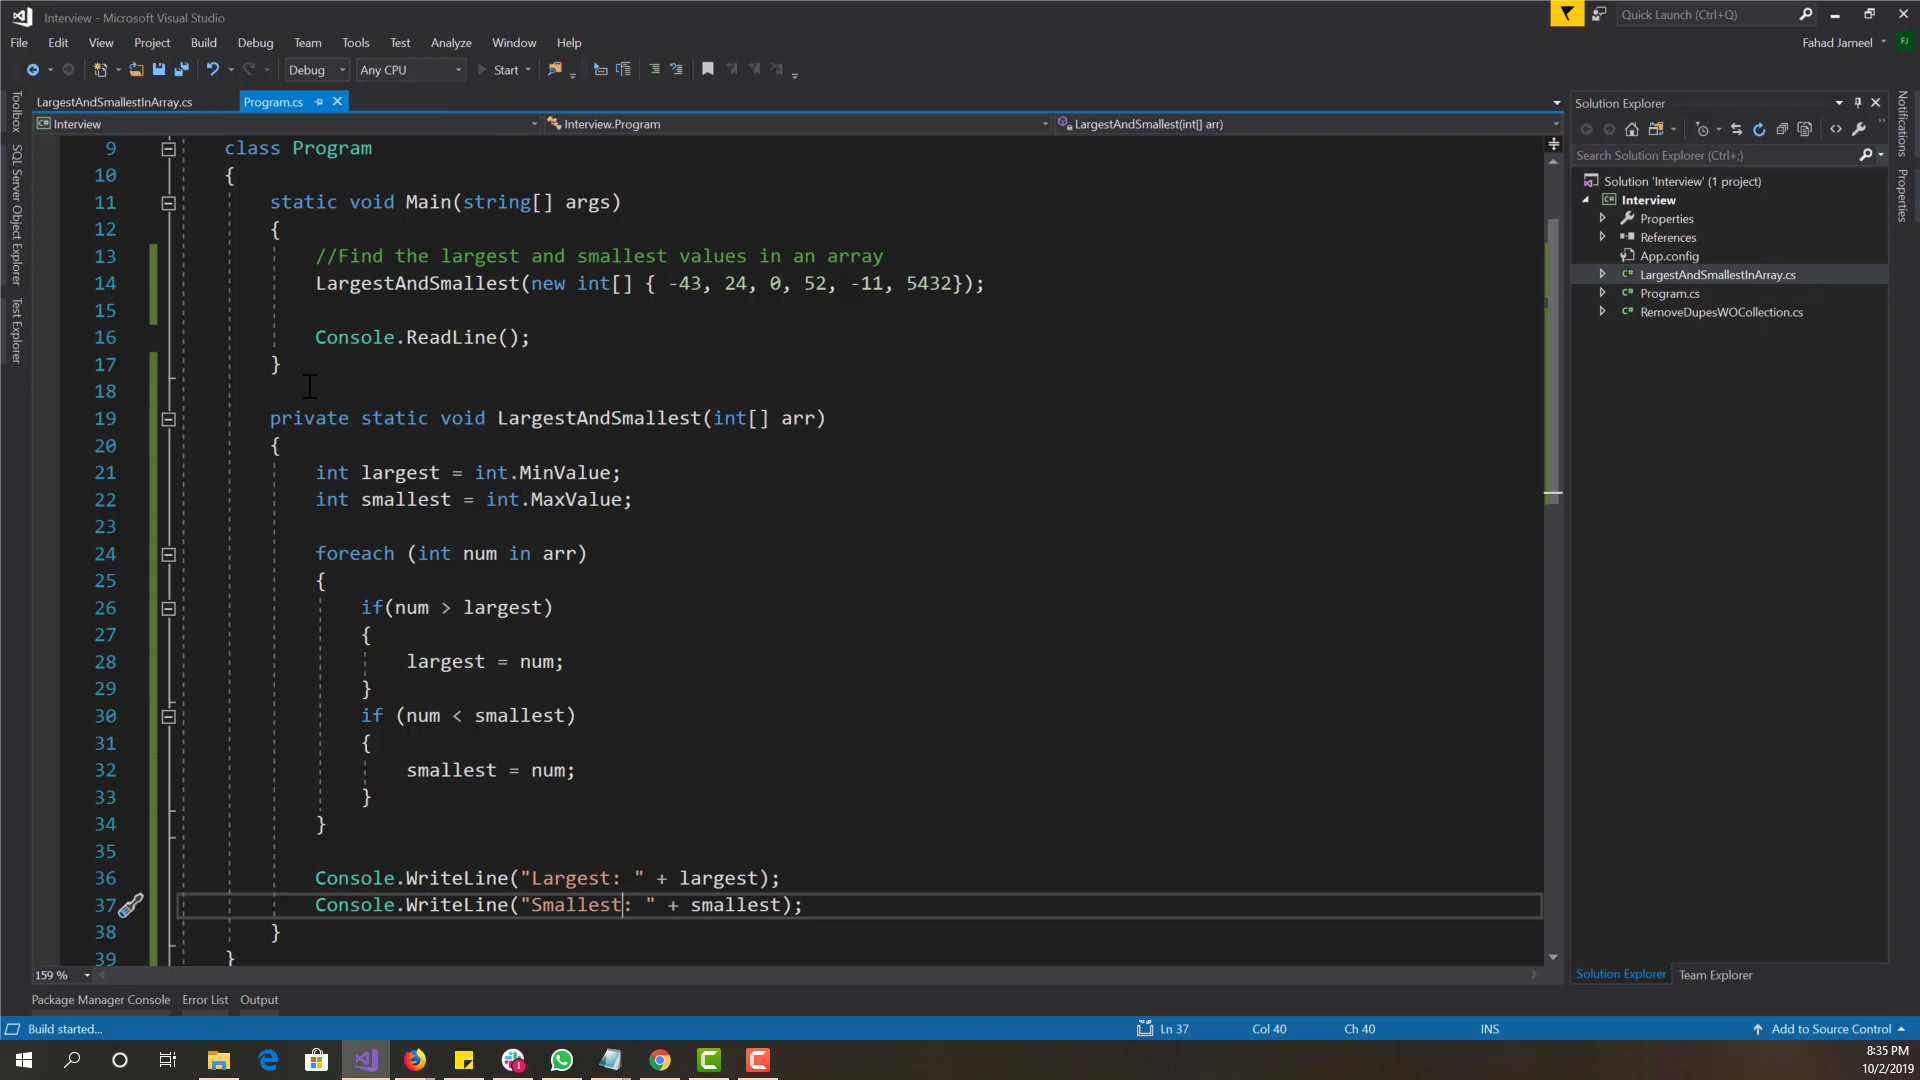 Interview - Microsoft Visual Studio
Quick Launch (Ctrl+Q)
File Edit View Project Build Debug Team Tools Test Analyze Window Help
Fahad Jameel FJ
Debug Any CPU Start
LargestAndSmallestInArray.cs Program.cs
Interview Interview.Program LargestAndSmallest(int[] arr)
Toolbox
SQL Server Object Explorer
Test Explorer
9 class Program
10 {
11 static void Main(string[] args)
12 {
13 //Find the largest and smallest values in an array
14 LargestAndSmallest(new int[] { -43, 24, 0, 52, -11, 5432});
15
16 Console.ReadLine();
17 }
18
19 private static void LargestAndSmallest(int[] arr)
20 {
21 int largest = int.MinValue;
22 int smallest = int.MaxValue;
23
24 foreach (int num in arr)
25 {
26 if(num > largest)
27 {
28 largest = num;
29 }
30 if (num < smallest)
31 {
32 smallest = num;
33 }
34 }
35
36 Console.WriteLine("Largest: " + largest);
37 Console.WriteLine("Smallest: " + smallest);
38 }
39 }
159 %
Solution Explorer
Search Solution Explorer (Ctrl+;)
Solution 'Interview' (1 project)
Interview
Properties
References
App.config
LargestAndSmallestInArray.cs
Program.cs
RemoveDupesWOCollection.cs
Solution Explorer Team Explorer
Notifications
Properties
Package Manager Console Error List Output
Build started... Ln 37 Col 40 Ch 40 INS Add to Source Control
8:35 PM
10/2/2019